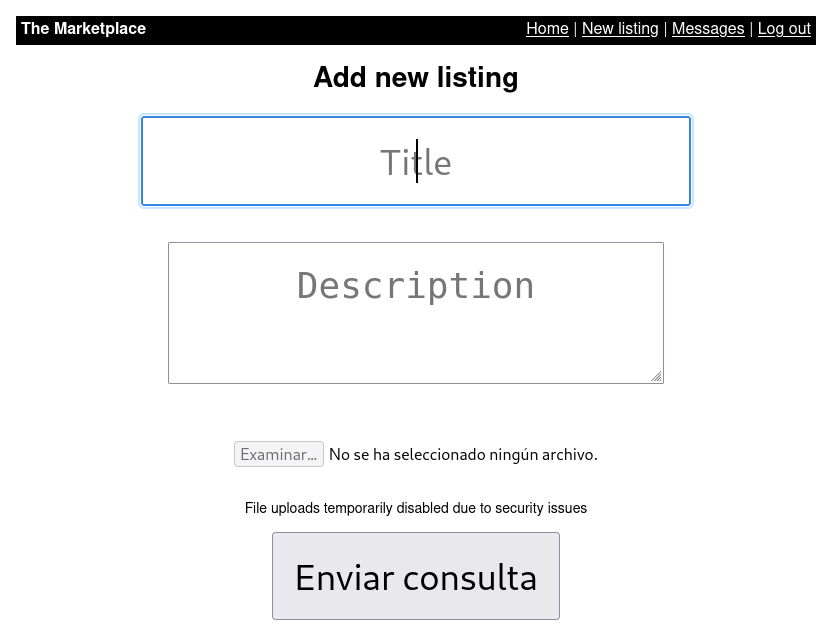 The Marketplace
Home | New listing | Messages | Log out
Add new listing
Title
Description
Examinar... No se ha seleccionado ningún archivo.
File uploads temporarily disabled due to security issues
Enviar consulta